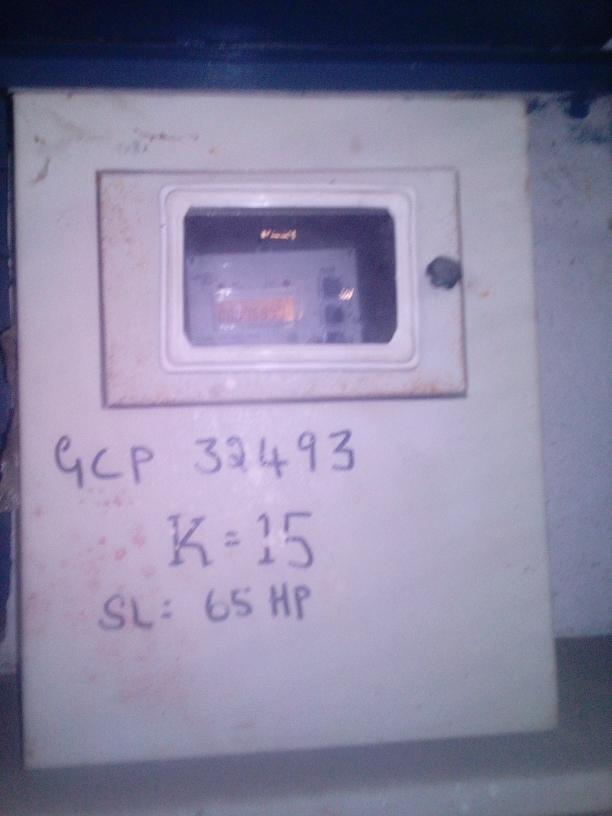 GCP 32493
K = 15
SL: 65 HP